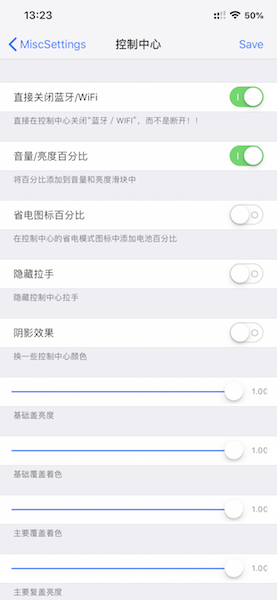 13:23
50%
MiscSettings
控制中心
Save
直接关闭蓝牙/WiFi
直接在控制中心关闭“蓝牙 / WIFI”，而不是断开！！
音量/亮度百分比
将百分比添加到音量和亮度滑块中
省电图标百分比
在控制中心的省电模式图标中添加电池百分比
隐藏拉手
隐藏控制中心拉手
阴影效果
换一些控制中心颜色
1.00
基础盖亮度
1.00
基础覆盖着色
1.00
主要覆盖着色
1.00
主要复盖亮度